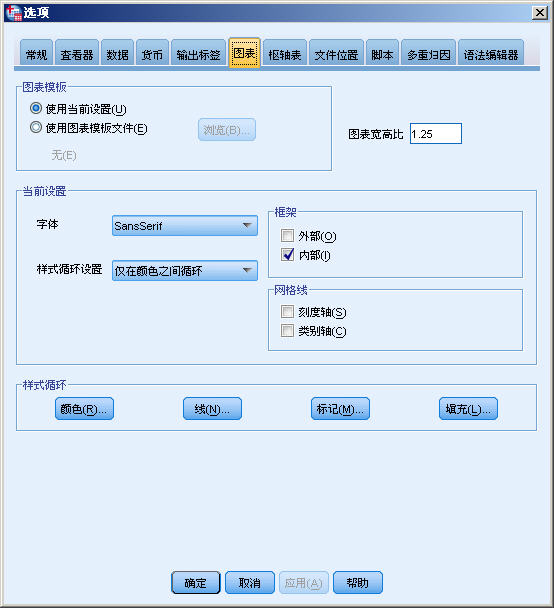 选项
常规 查看器 数据 货币 输出标签 图表 枢轴表 文件位置 脚本 多重归因 语法编辑器
图表模板
使用当前设置(U)
使用图表模板文件(E) 浏览(B)...
无(E)
图表宽高比 1.25
当前设置
字体 SansSerif
样式循环设置 仅在颜色之间循环
框架
外部(O)
内部(I)
网格线
刻度轴(S)
类别轴(C)
样式循环
颜色(R)... 线(N)... 标记(M)... 填充(L)...
确定 取消 应用(A) 帮助